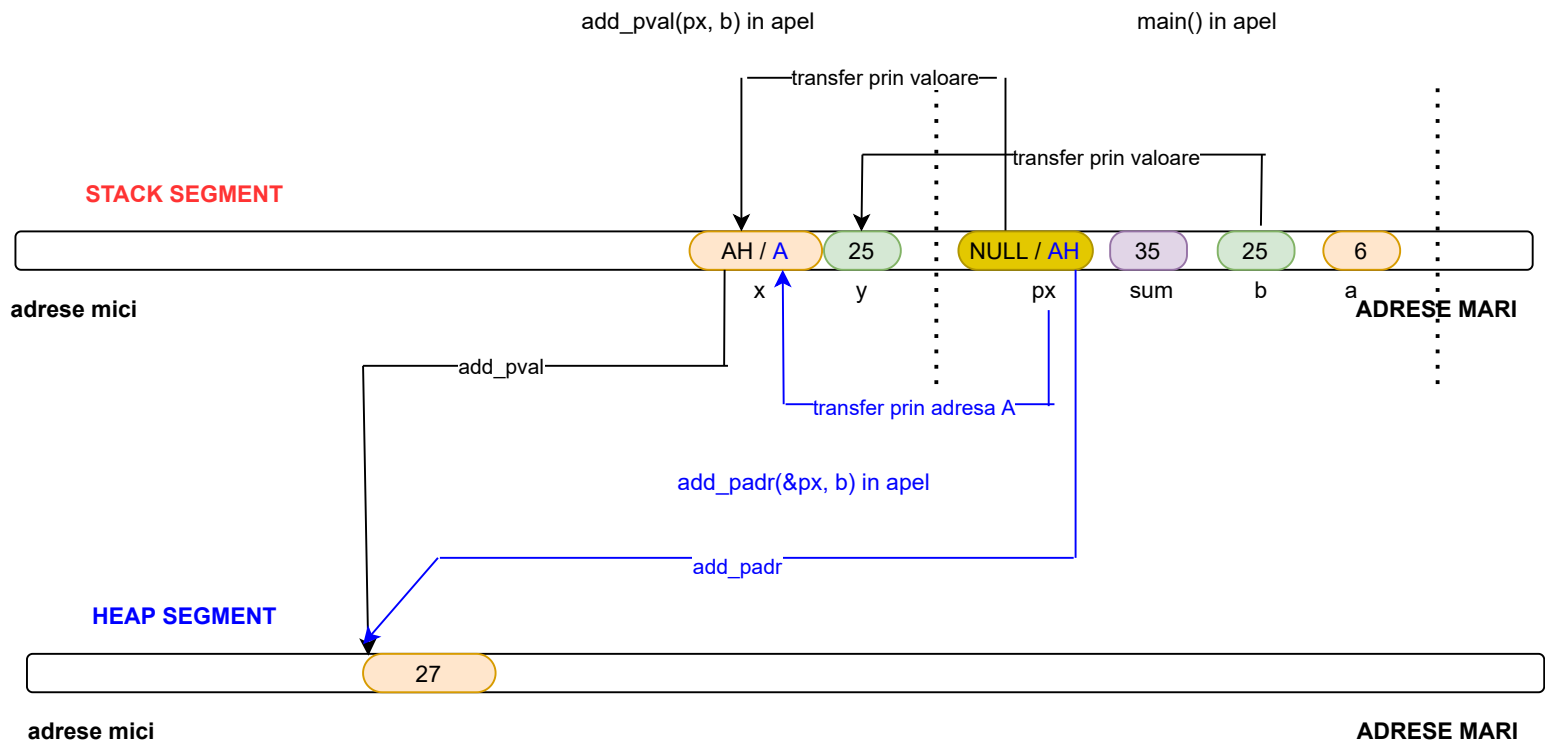 add_pval(px, b) in apel
main() in apel
transfer prin valoare
transfer prin valoare
STACK SEGMENT
AH / A
25
NULL / AH
35
25
6
x
y
px
sum
b
a
adrese mici
ADRESE MARI
add_pval
transfer prin adresa A
add_padr(&px, b) in apel
add_padr
HEAP SEGMENT
27
adrese mici
ADRESE MARI